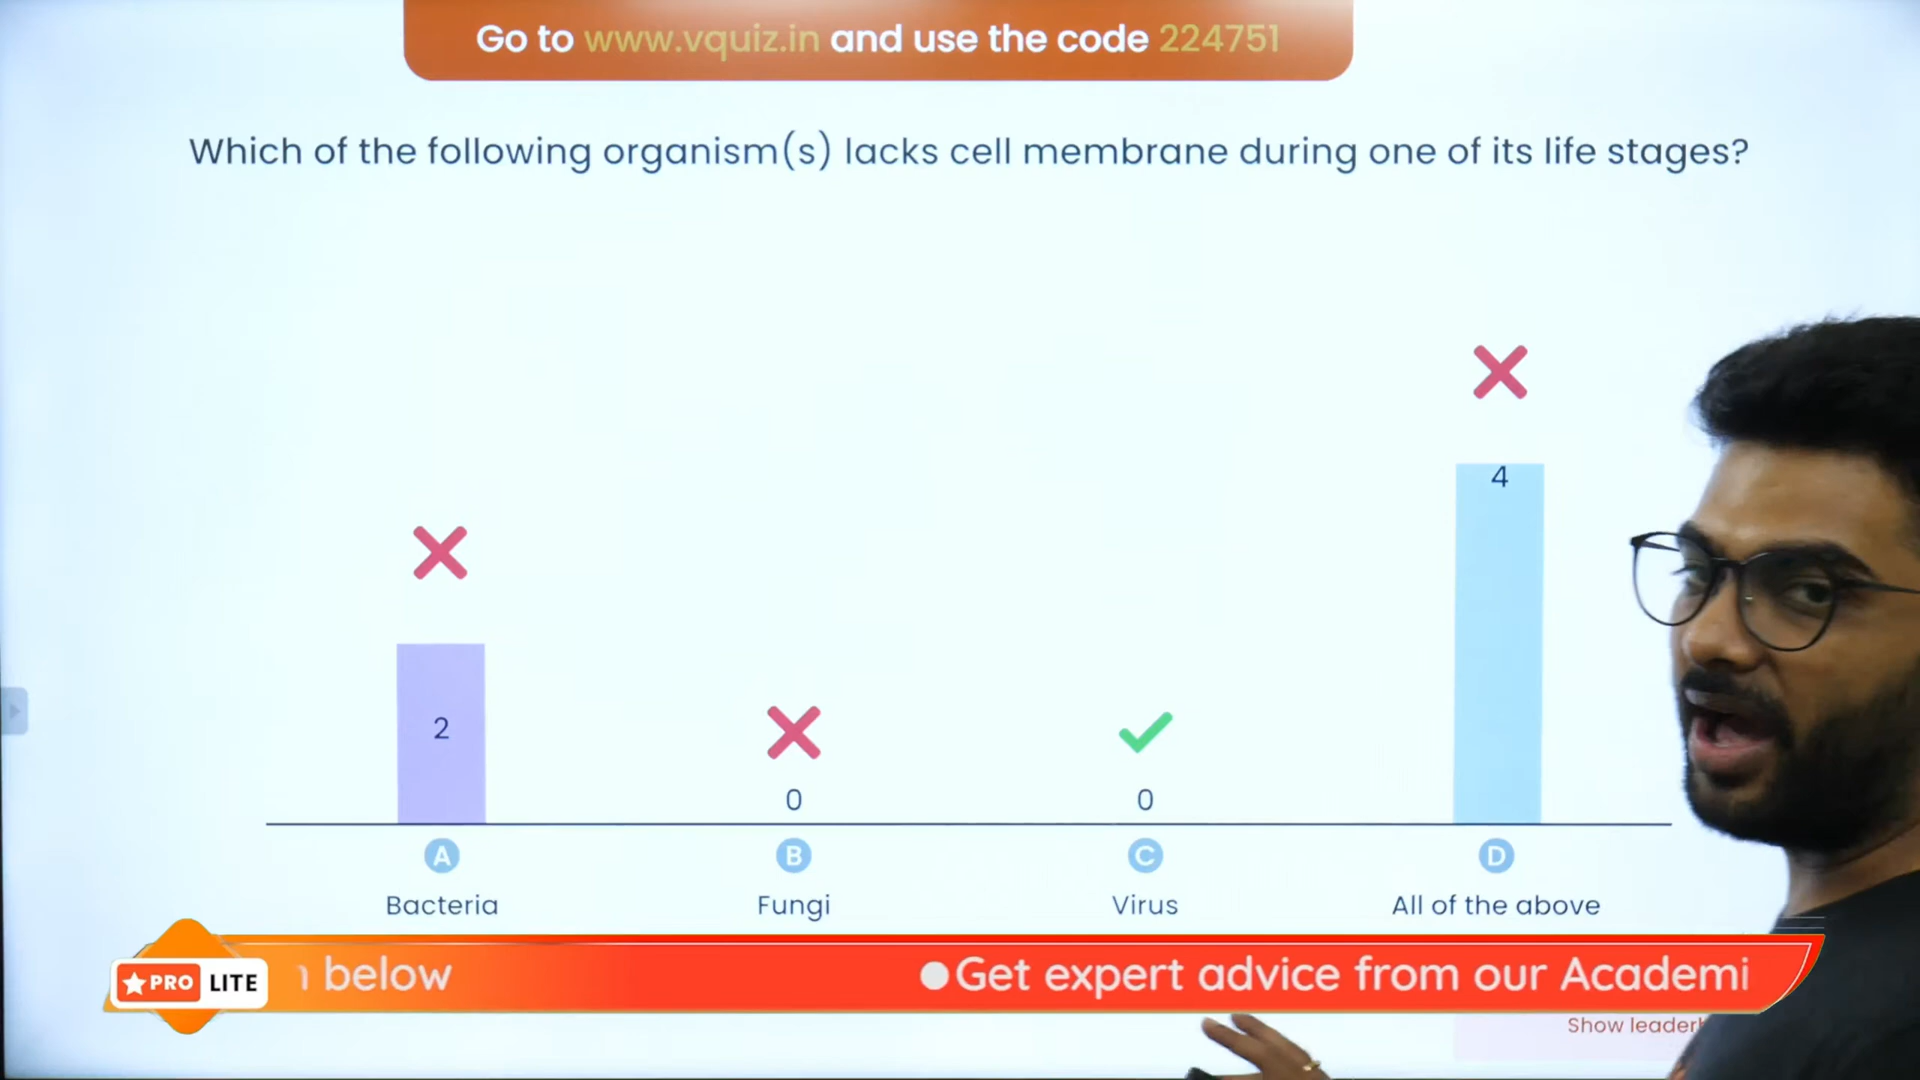 Go to www.vquiz.in and use the code 224751
Which of the following organism(s) lacks cell membrane during one of its life stages?
4
2
0
0
A
B
C
D
Bacteria
Fungi
Virus
All of the above
PRO LITE
below
Get expert advice from our Academi
Show leader